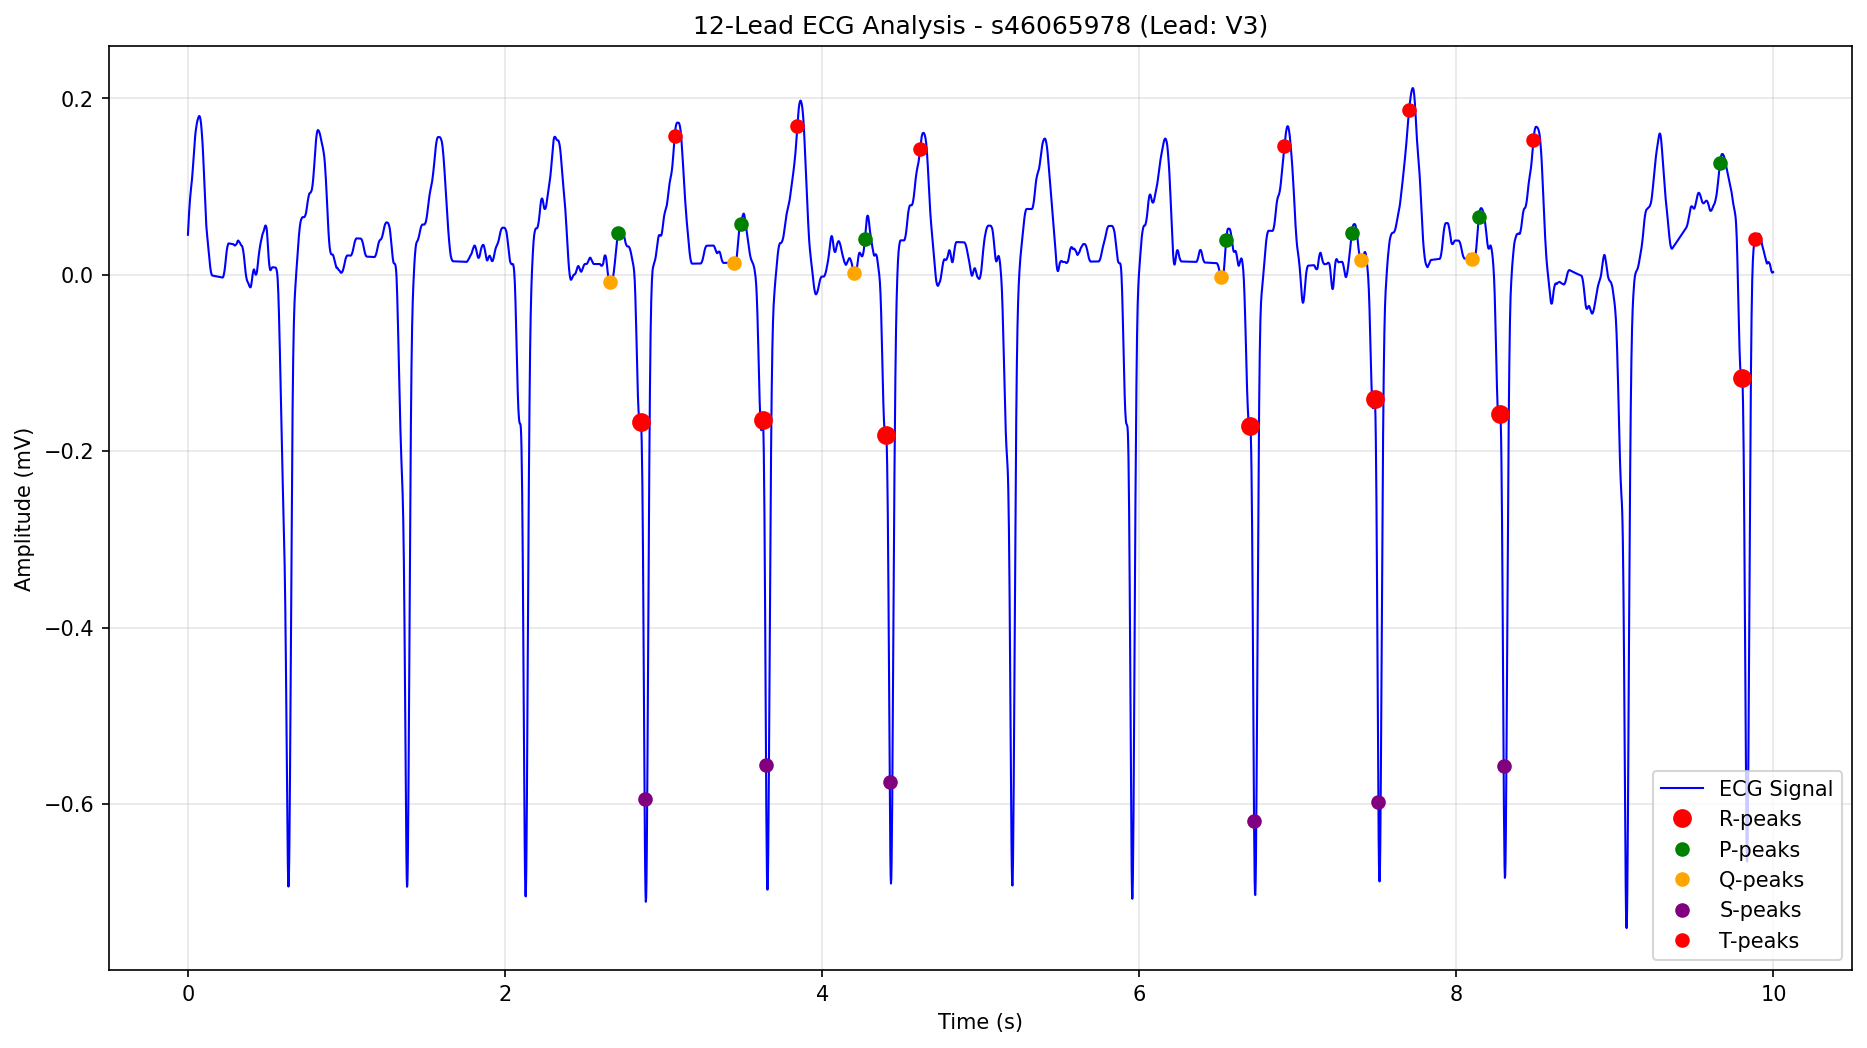 12-Lead ECG Analysis - s46065978 (Lead: V3)
Amplitude (mV)
0.2
0.0
−0.2
−0.4
−0.6
0 2 4 6 8 10
Time (s)
ECG Signal
R-peaks
P-peaks
Q-peaks
S-peaks
T-peaks